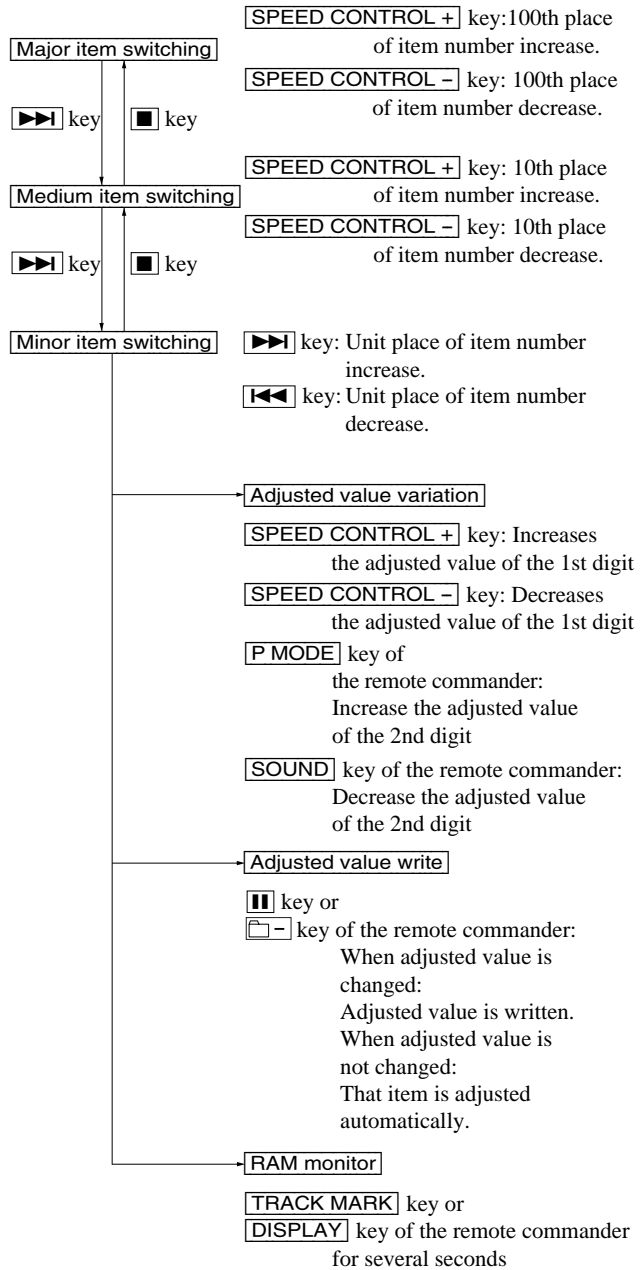 SPEED CONTROL + key:100th place
of item number increase.
Major item switching
SPEED CONTROL – key: 100th place
of item number decrease.
▶▶I key ■ key
SPEED CONTROL + key: 10th place
of item number increase.
Medium item switching
SPEED CONTROL – key: 10th place
of item number decrease.
▶▶I key ■ key
Minor item switching
▶▶I key: Unit place of item number
increase.
I◀◀ key: Unit place of item number
decrease.
Adjusted value variation
SPEED CONTROL + key: Increases
the adjusted value of the 1st digit
SPEED CONTROL – key: Decreases
the adjusted value of the 1st digit
P MODE key of
the remote commander:
Increase the adjusted value
of the 2nd digit
SOUND key of the remote commander:
Decrease the adjusted value
of the 2nd digit
Adjusted value write
II key or
– key of the remote commander:
When adjusted value is
changed:
Adjusted value is written.
When adjusted value is
not changed:
That item is adjusted
automatically.
RAM monitor
TRACK MARK key or
DISPLAY key of the remote commander
for several seconds